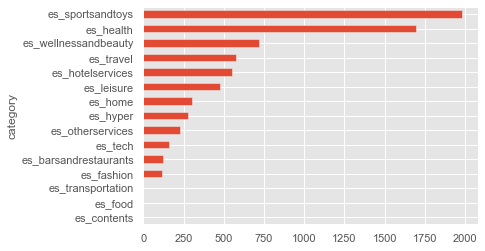 es_sportsandtoys
es_health
es_wellnessandbeauty
es_travel
es_hotelservices
es_leisure
es_home
es_hyper
es_otherservices
es_tech
es_barsandrestaurants
es_fashion
es_transportation
es_food
es_contents
category
0 250 500 750 1000 1250 1500 1750 2000